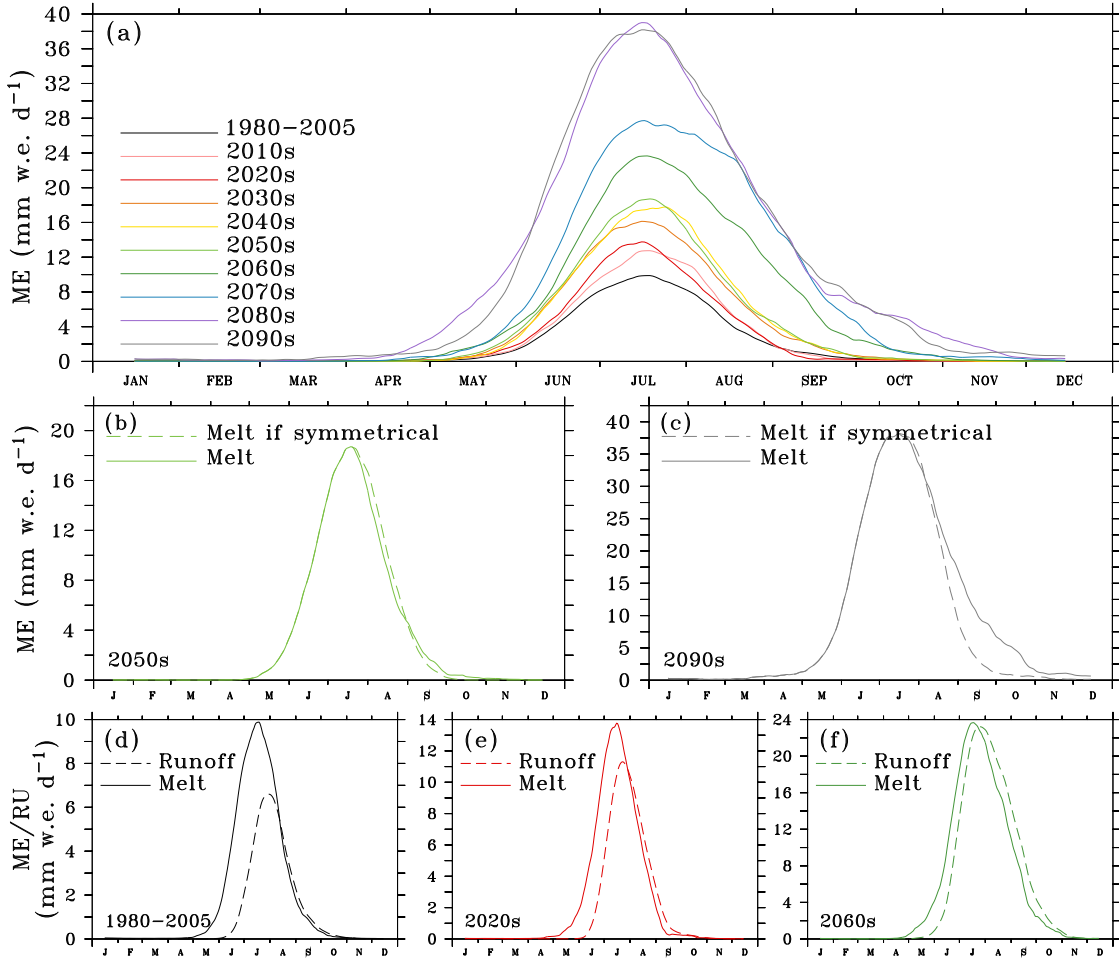 40
36
32
28
24
20
16
12
8
4
0
ME (mm w.e. d⁻¹)
(a)
1980−2005
2010s
2020s
2030s
2040s
2050s
2060s
2070s
2080s
2090s
JAN FEB MAR APR MAY JUN JUL AUG SEP OCT NOV DEC
(b)
Melt if symmetrical
Melt
20
16
12
8
4
0
ME (mm w.e. d⁻¹)
2050s
J F M A M J J A S O N D
(c)
Melt if symmetrical
Melt
40
35
30
25
20
15
10
5
0
2090s
J F M A M J J A S O N D
(d)
Runoff
Melt
10
8
6
4
2
0
ME/RU
(mm w.e. d⁻¹)
1980−2005
J F M A M J J A S O N D
(e)
Runoff
Melt
14
12
10
8
6
4
2
0
2020s
J F M A M J J A S O N D
(f)
Runoff
Melt
24
20
16
12
8
4
0
2060s
J F M A M J J A S O N D